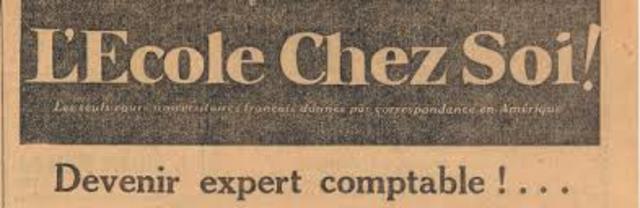 L'Ecole Chez Soi!
Les seuls cours universitaires français donnés par correspondance en Amérique
Devenir expert comptable !...